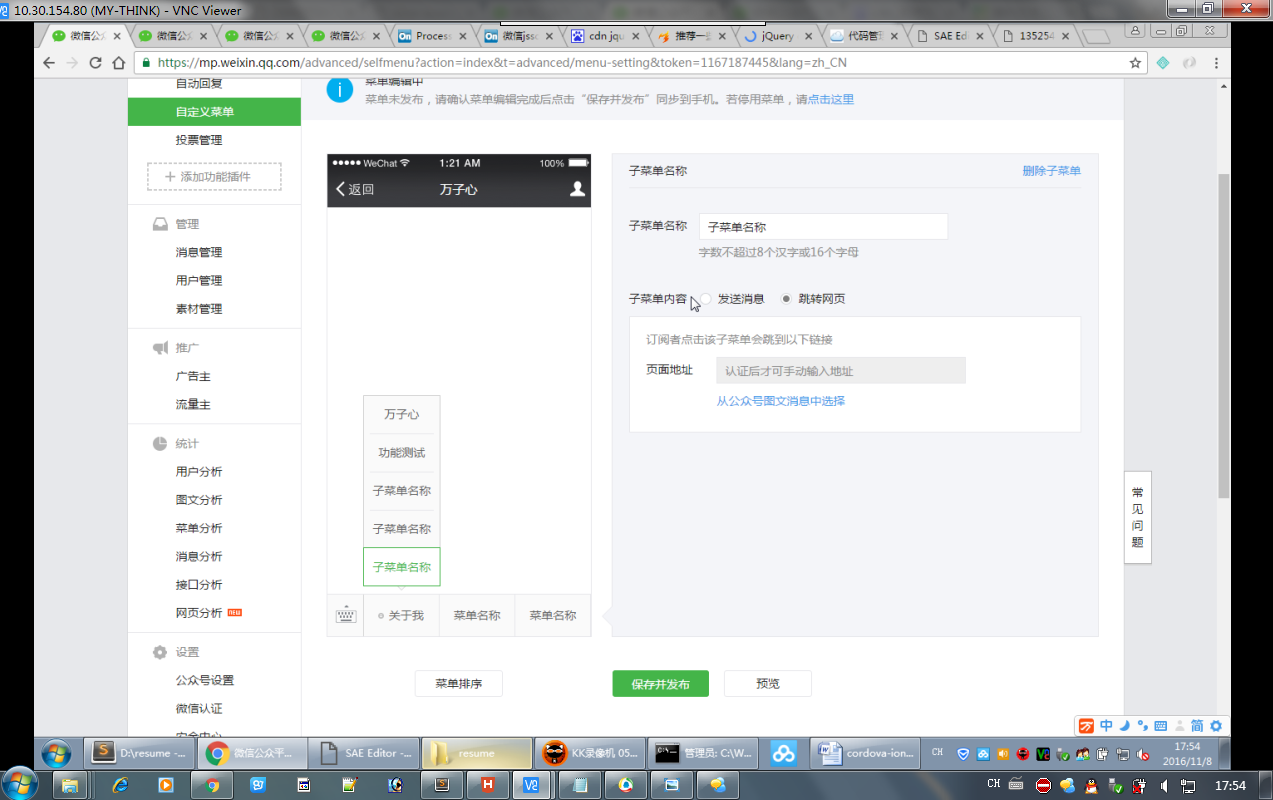 10.30.154.80 (MY-THINK) - VNC Viewer
微信公众 微信公众 微信公众 微信公众 Process 微信jssc cdn jqu 推荐一些 jQuery 代码管理 SAE Edi 135254
https://mp.weixin.qq.com/advanced/selfmenu?action=index&t=advanced/menu-setting&token=1167187445&lang=zh_CN
自动回复
自定义菜单
投票管理
添加功能插件
管理
消息管理
用户管理
素材管理
推广
广告主
流量主
统计
用户分析
图文分析
菜单分析
消息分析
接口分析
网页分析 NEW
设置
公众号设置
微信认证
安全中心
菜单编辑中
菜单未发布，请确认菜单编辑完成后点击“保存并发布”同步到手机。若停用菜单，请点击这里
WeChat 1:21 AM 100%
返回 万子心
万子心
功能测试
子菜单名称
子菜单名称
子菜单名称
关于我 菜单名称 菜单名称
菜单排序
子菜单名称 删除子菜单
子菜单名称 子菜单名称
字数不超过8个汉字或16个字母
子菜单内容 发送消息 跳转网页
订阅者点击该子菜单会跳到以下链接
页面地址 认证后才可手动输入地址
从公众号图文消息中选择
保存并发布 预览
常见问题
中 简
D:\resume -... 微信公众平... SAE Editor -... resume KK录像机 05... 管理员: C:\W... cordova-ion... CH 17:54
2016/11/8
CH 17:54